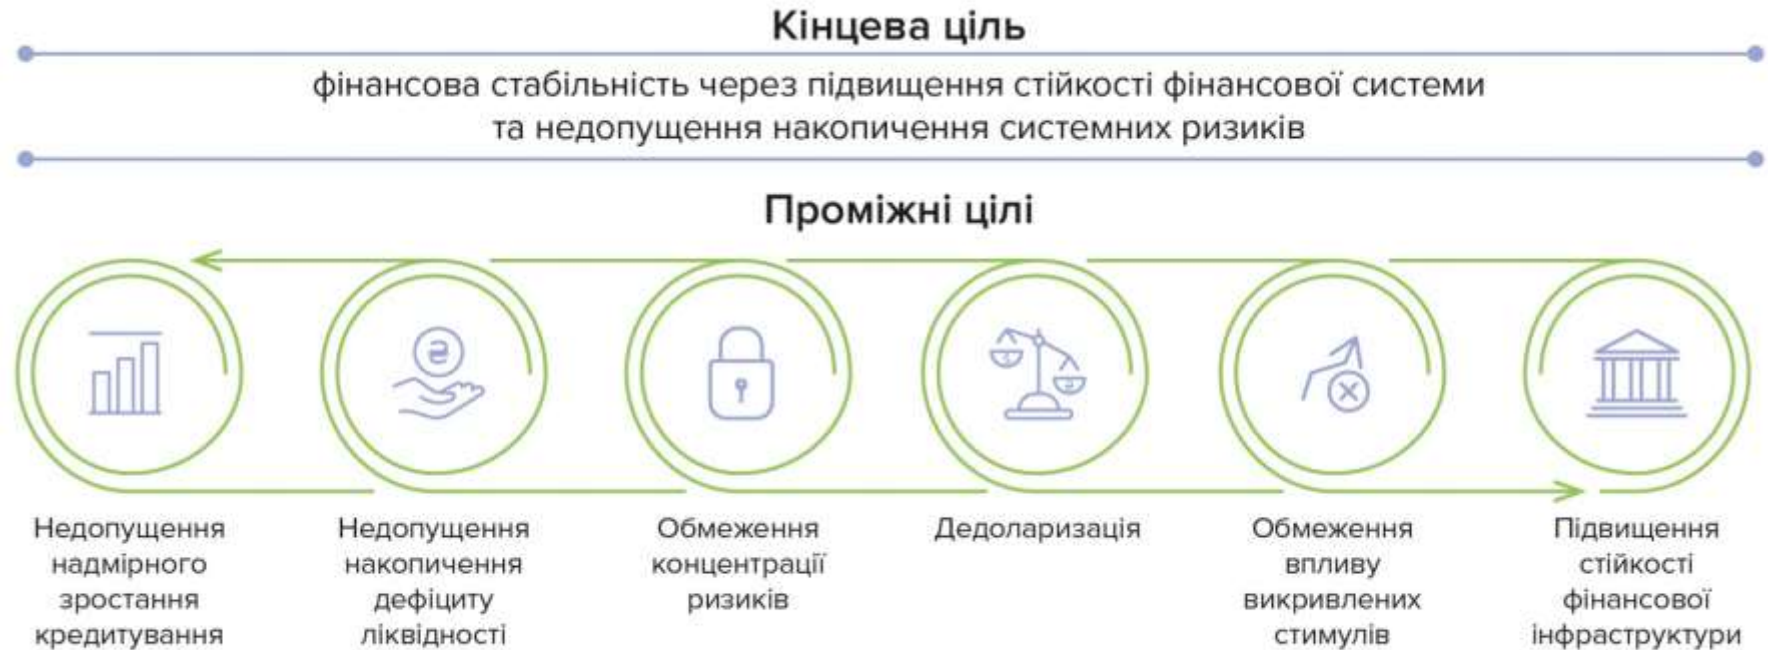 Кінцева ціль
фінансова стабільність через підвищення стійкості фінансової системи
та недопущення накопичення системних ризиків
Проміжні цілі
₴
Недопущення
надмірного
зростання
кредитування
Недопущення
накопичення
дефіциту
ліквідності
Обмеження
концентрації
ризиків
Дедоларизація
Обмеження
впливу
викривлених
стимулів
Підвищення
стійкості
фінансової
інфраструктури